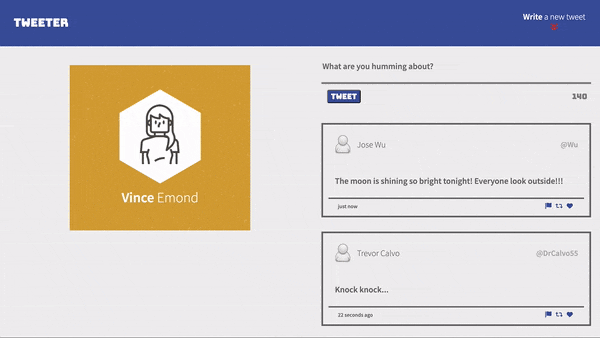 TWEETER
Write a new tweet
Vince Emond
What are you humming about?
TWEET
140
Jose Wu
@Wu
The moon is shining so bright tonight! Everyone look outside!!!
just now
Trevor Calvo
@DrCalvo55
Knock knock...
22 seconds ago